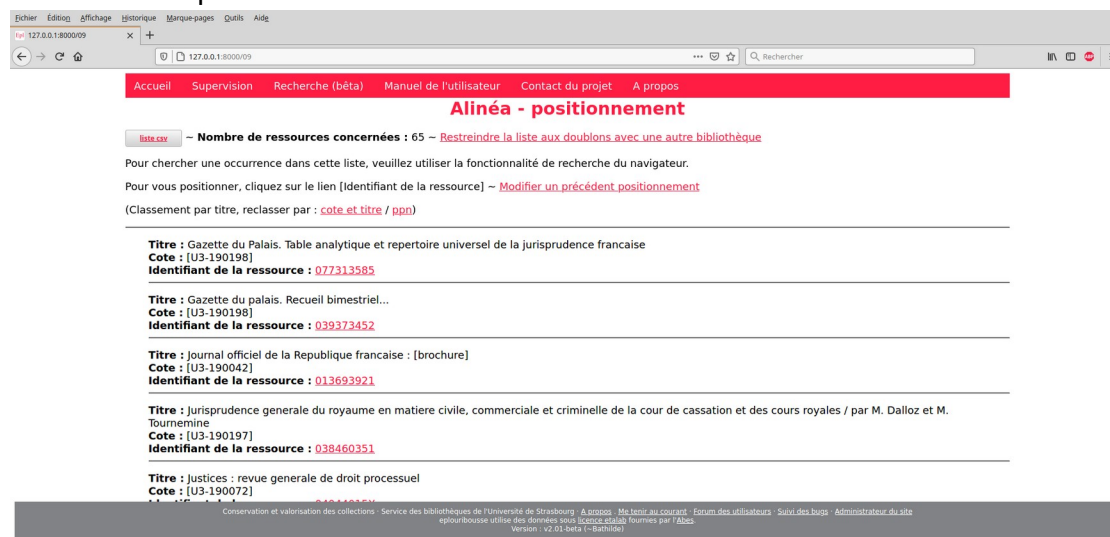 Fichier Édition Affichage Historique Marque-pages Outils Aide
Epl 127.0.0.1:8000/09 × +
127.0.0.1:8000/09 ••• Rechercher ABP
Accueil Supervision Recherche (bêta) Manuel de l'utilisateur Contact du projet A propos
Alinéa - positionnement
liste csv ~ Nombre de ressources concernées : 65 ~ Restreindre la liste aux doublons avec une autre bibliothèque
Pour chercher une occurrence dans cette liste, veuillez utiliser la fonctionnalité de recherche du navigateur.
Pour vous positionner, cliquez sur le lien [Identifiant de la ressource] ~ Modifier un précédent positionnement
(Classement par titre, reclasser par : cote et titre / ppn)
Titre : Gazette du Palais. Table analytique et repertoire universel de la jurisprudence francaise
Cote : [U3-190198]
Identifiant de la ressource : 077313585
Titre : Gazette du palais. Recueil bimestriel...
Cote : [U3-190198]
Identifiant de la ressource : 039373452
Titre : Journal officiel de la Republique francaise : [brochure]
Cote : [U3-190042]
Identifiant de la ressource : 013693921
Titre : Jurisprudence generale du royaume en matiere civile, commerciale et criminelle de la cour de cassation et des cours royales / par M. Dalloz et M.
Tournemine
Cote : [U3-190197]
Identifiant de la ressource : 038460351
Titre : Justices : revue generale de droit processuel
Cote : [U3-190072]
Conservation et valorisation des collections · Service des bibliothèques de l'Université de Strasbourg · A propos . Me tenir au courant · Forum des utilisateurs · Suivi des bugs · Administrateur du site
eplouribousse utilise des données sous licence etalab fournies par l'Abes.
Version : v2.01-beta (~Bathilde)